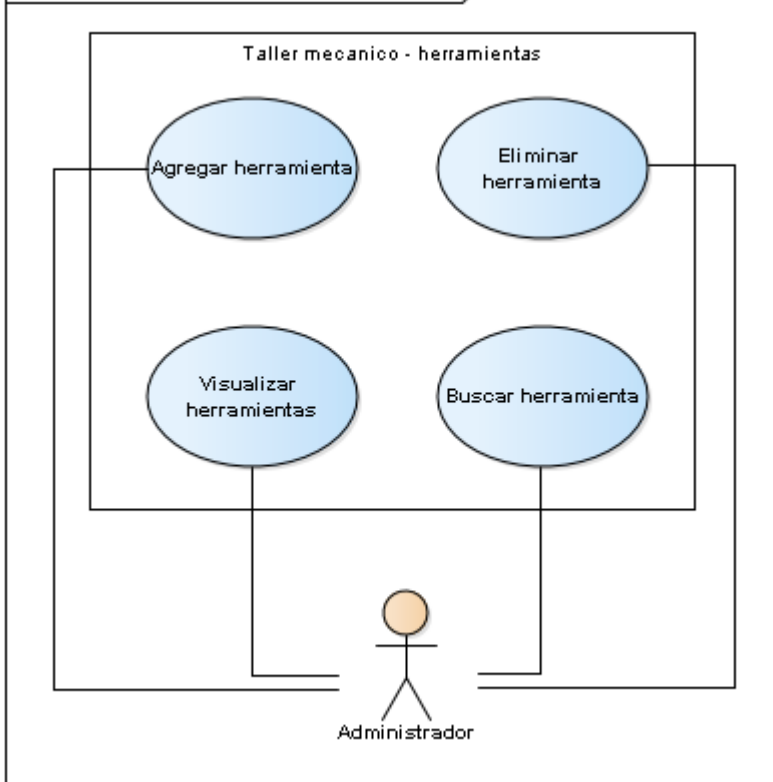 Taller mecanico - herramientas
Agregar herramienta
Eliminar
herramienta
Visualizar
herramientas
Buscar herramienta
Administrador